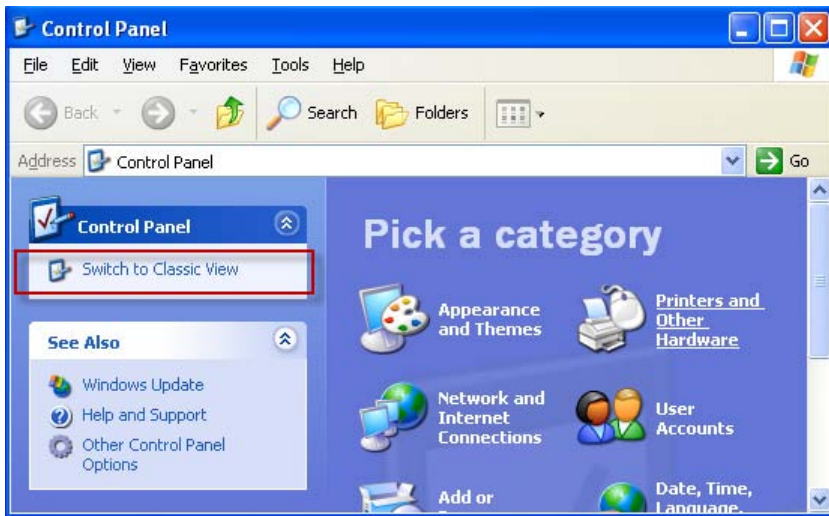 Control Panel
File Edit View Favorites Tools Help
Back Search Folders
Address Control Panel Go
Control Panel
Switch to Classic View
See Also
Windows Update
Help and Support
Other Control Panel
Options
Pick a category
Appearance
and Themes
Printers and
Other
Hardware
Network and
Internet
Connections
User
Accounts
Add or
Date, Time,
Language,